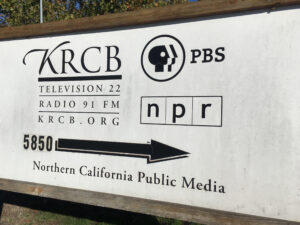 KRCB
TELEVISION 22
RADIO 91 FM
KRCB.ORG
PBS
npr
5850
Northern California Public Media